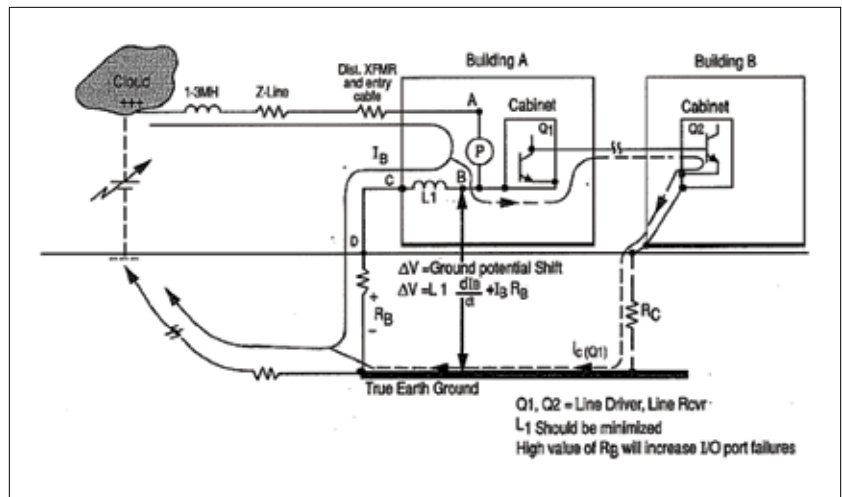 Building A
Building B
Dist. XFMR
and entry
cable
Cloud
+++
1-3MH
Z-Line
A
Cabinet
Cabinet
Q1
Q2
P
IB
C
B
L1
D
ΔV =Ground potential Shift
ΔV =L 1 dIB/d +IB RB
+
RB
−
RC
Ic (Q1)
True Earth Ground
Q1, Q2 = Line Driver, Line Rcvr
L1 Should be minimized
High value of RB will increase I/O port failures